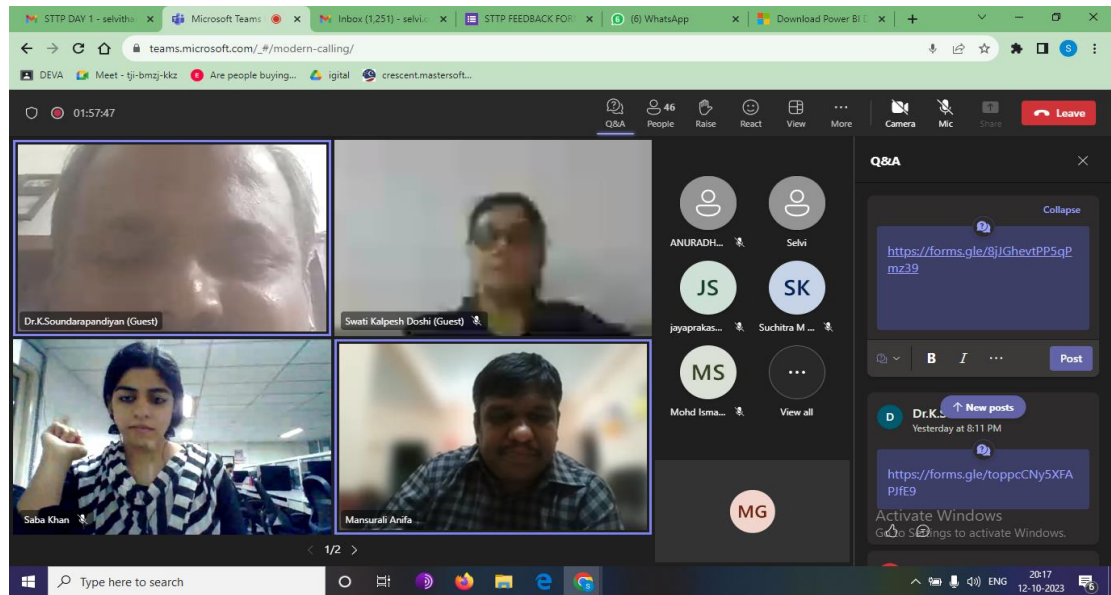 STTP DAY 1 - selvitha
Microsoft Teams
Inbox (1,251) - selvi.c
STTP FEEDBACK FOR
(6) WhatsApp
Download Power BI D
teams.microsoft.com/_#/modern-calling/
S
DEVA
Meet - tji-bmzj-kkz
Are people buying...
igital
crescent.mastersoft...
01:57:47
Q&A
46
People
Raise
React
View
More
Camera
Mic
Share
Leave
Dr.K.Soundarapandiyan (Guest)
Swati Kalpesh Doshi (Guest)
Saba Khan
Mansurali Anifa
1/2
ANURADH...
Selvi
JS
SK
jayaprakas...
Suchitra M ...
MS
Mohd Isma...
View all
MG
Q&A
Collapse
https://forms.gle/8jJGhevtPP5qP
mz39
B I ...
Post
D
Dr.K.S
New posts
Yesterday at 8:11 PM
https://forms.gle/toppcCNy5XFA
PJfE9
Activate Windows
Go to Settings to activate Windows.
Type here to search
ENG
20:17
12-10-2023
6